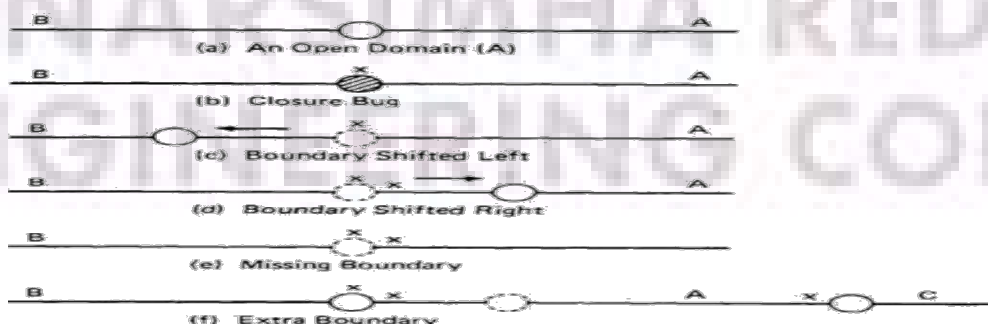 B A
(a) An Open Domain (A)
x
B A
(b) Closure Bug
x
B A
(c) Boundary Shifted Left
x x
B A
(d) Boundary Shifted Right
x x
B
(e) Missing Boundary
x x x
B A C
(f) Extra Boundary